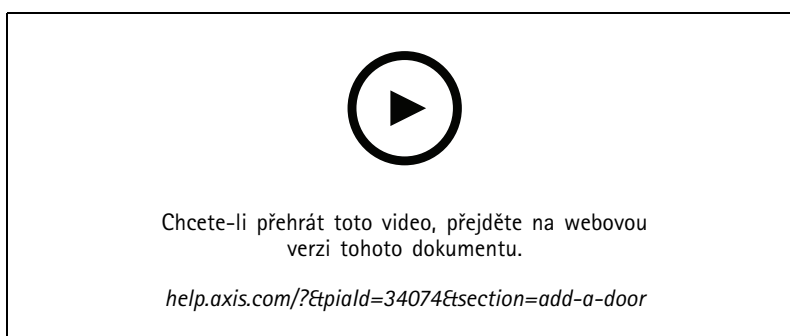 Chcete-li přehrát toto video, přejděte na webovou
verzi tohoto dokumentu.
help.axis.com/?&piaId=34074&section=add-a-door